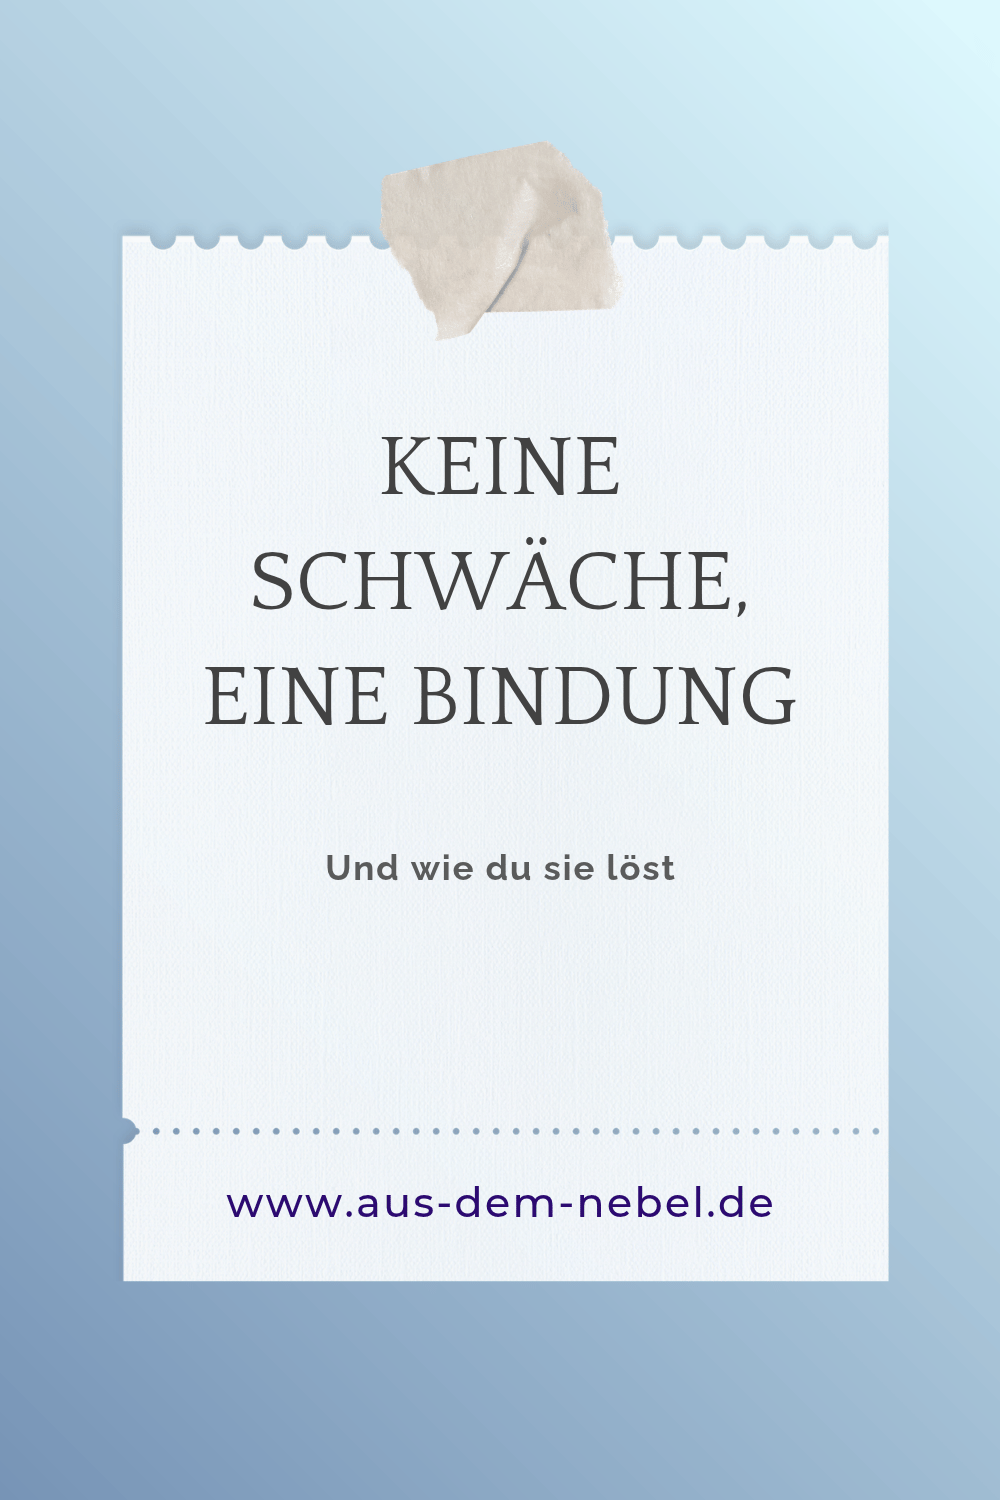 KEINE
SCHWÄCHE,
EINE BINDUNG
Und wie du sie löst
www.aus-dem-nebel.de